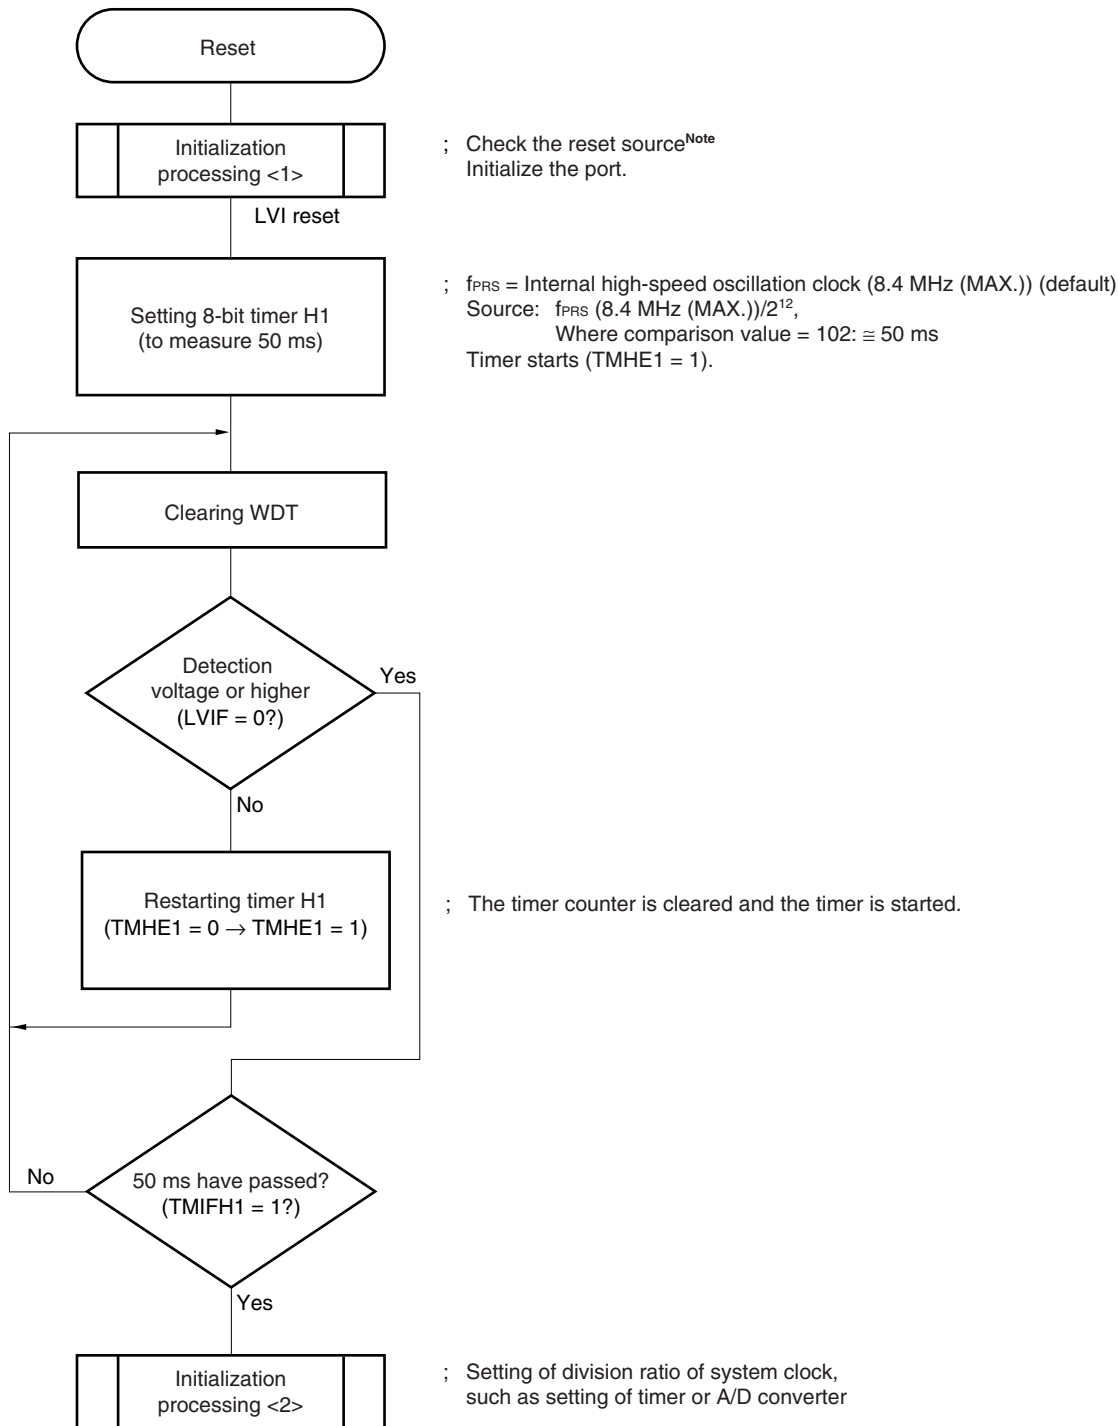 Reset
Initialization
processing <1>
; Check the reset sourceNote
Initialize the port.
LVI reset
Setting 8-bit timer H1
(to measure 50 ms)
; fPRS = Internal high-speed oscillation clock (8.4 MHz (MAX.)) (default)
Source: fPRS (8.4 MHz (MAX.))/2^12,
Where comparison value = 102: ≅ 50 ms
Timer starts (TMHE1 = 1).
Clearing WDT
Detection
voltage or higher
(LVIF = 0?)
Yes
No
Restarting timer H1
(TMHE1 = 0 → TMHE1 = 1)
; The timer counter is cleared and the timer is started.
No
50 ms have passed?
(TMIFH1 = 1?)
Yes
Initialization
processing <2>
; Setting of division ratio of system clock,
such as setting of timer or A/D converter